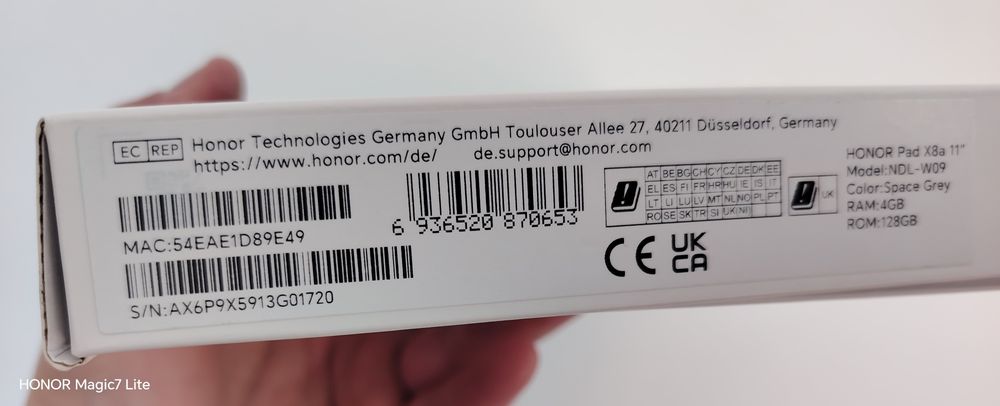 EC REP
Honor Technologies Germany GmbH Toulouser Allee 27, 40211 Düsseldorf, Germany
https://www.honor.com/de/ de.support@honor.com
MAC:54EAE1D89E49
S/N:AX6P9X5913G01720
6 936520 870653
AT BE BG CH CY CZ DE DK EE
EL ES FI FR HR HU IE IS IT
LT LI LU LV MT NL NO PL PT
RO SE SK TR SI UK(NI)
UK
CE UK CA
HONOR Pad X8a 11"
Model:NDL-W09
Color:Space Grey
RAM:4GB
ROM:128GB
HONOR Magic7 Lite